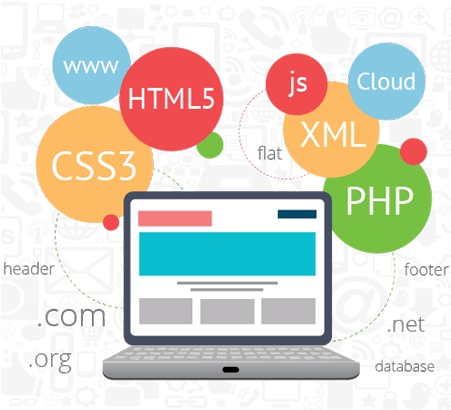 www
HTML5
CSS3
js
Cloud
XML
flat
PHP
header
footer
.com
.net
.org
database